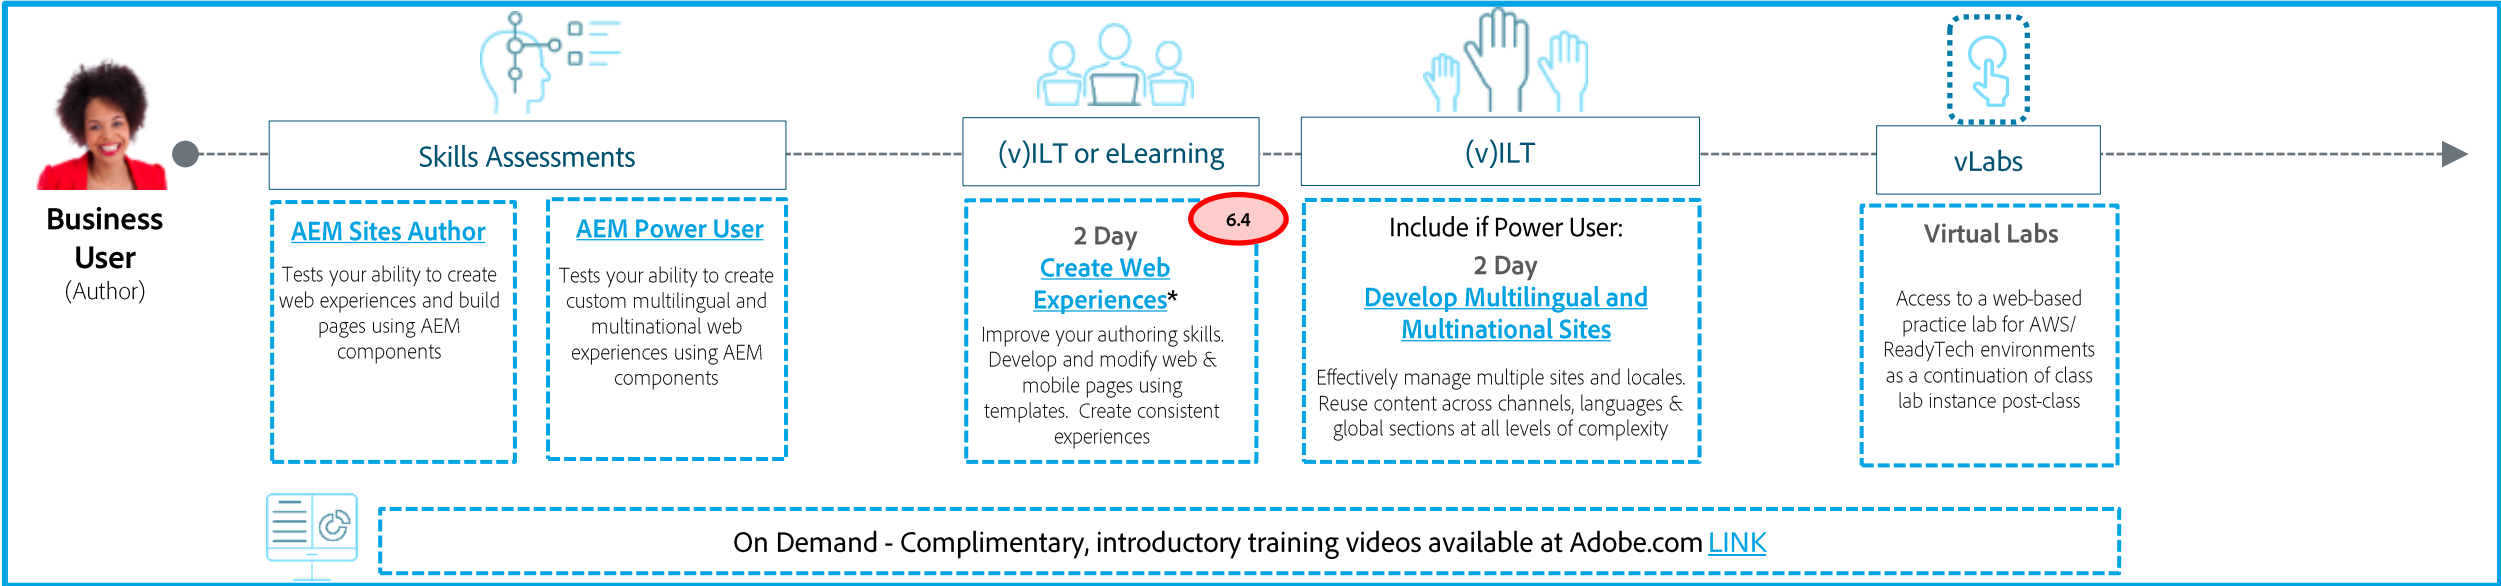 Business
User
(Author)
Skills Assessments
AEM Sites Author
Tests your ability to create
web experiences and build
pages using AEM
components
AEM Power User
Tests your ability to create
custom multilingual and
multinational web
experiences using AEM
components
(v)ILT or eLearning
6.4
2 Day
Create Web
Experiences*
Improve your authoring skills.
Develop and modify web &
mobile pages using
templates. Create consistent
experiences
(v)ILT
Include if Power User:
2 Day
Develop Multilingual and
Multinational Sites
Effectively manage multiple sites and locales.
Reuse content across channels, languages &
global sections at all levels of complexity
vLabs
Virtual Labs
Access to a web-based
practice lab for AWS/
ReadyTech environments
as a continuation of class
lab instance post-class
On Demand - Complimentary, introductory training videos available at Adobe.com LINK